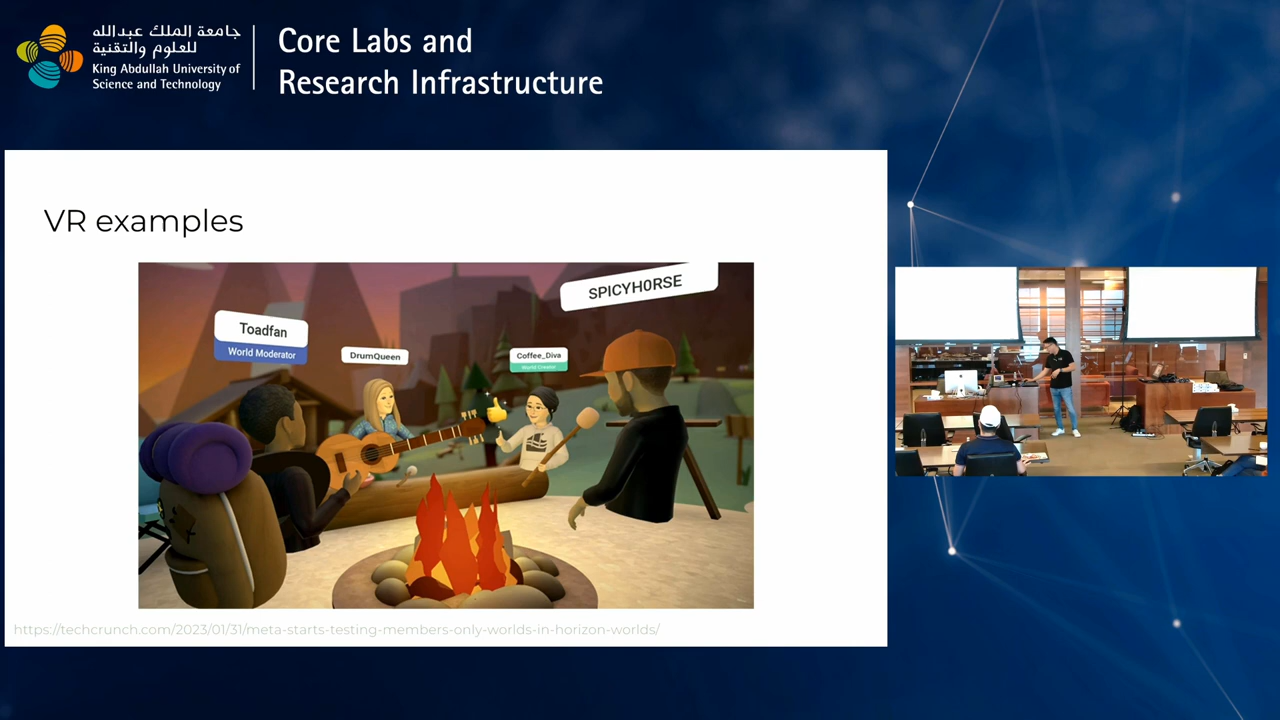 جامعة الملك عبدالله
للعلوم والتقنية
King Abdullah University of
Science and Technology
Core Labs and
Research Infrastructure
VR examples
SPICYH0RSE
Toadfan
World Moderator
DrumQueen
Coffee_Diva
World Creator
https://techcrunch.com/2023/01/31/meta-starts-testing-members-only-worlds-in-horizon-worlds/